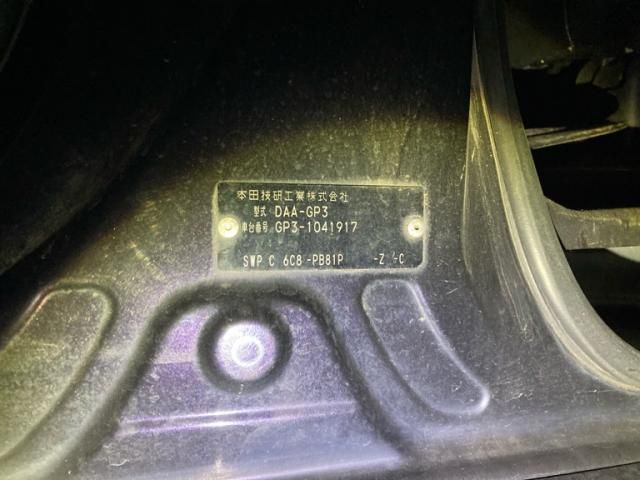 本田技研工業株式会社
型式 DAA-GP3
車台番号 GP3-1041917
SWP C 6C8 -PB81P -Z -C